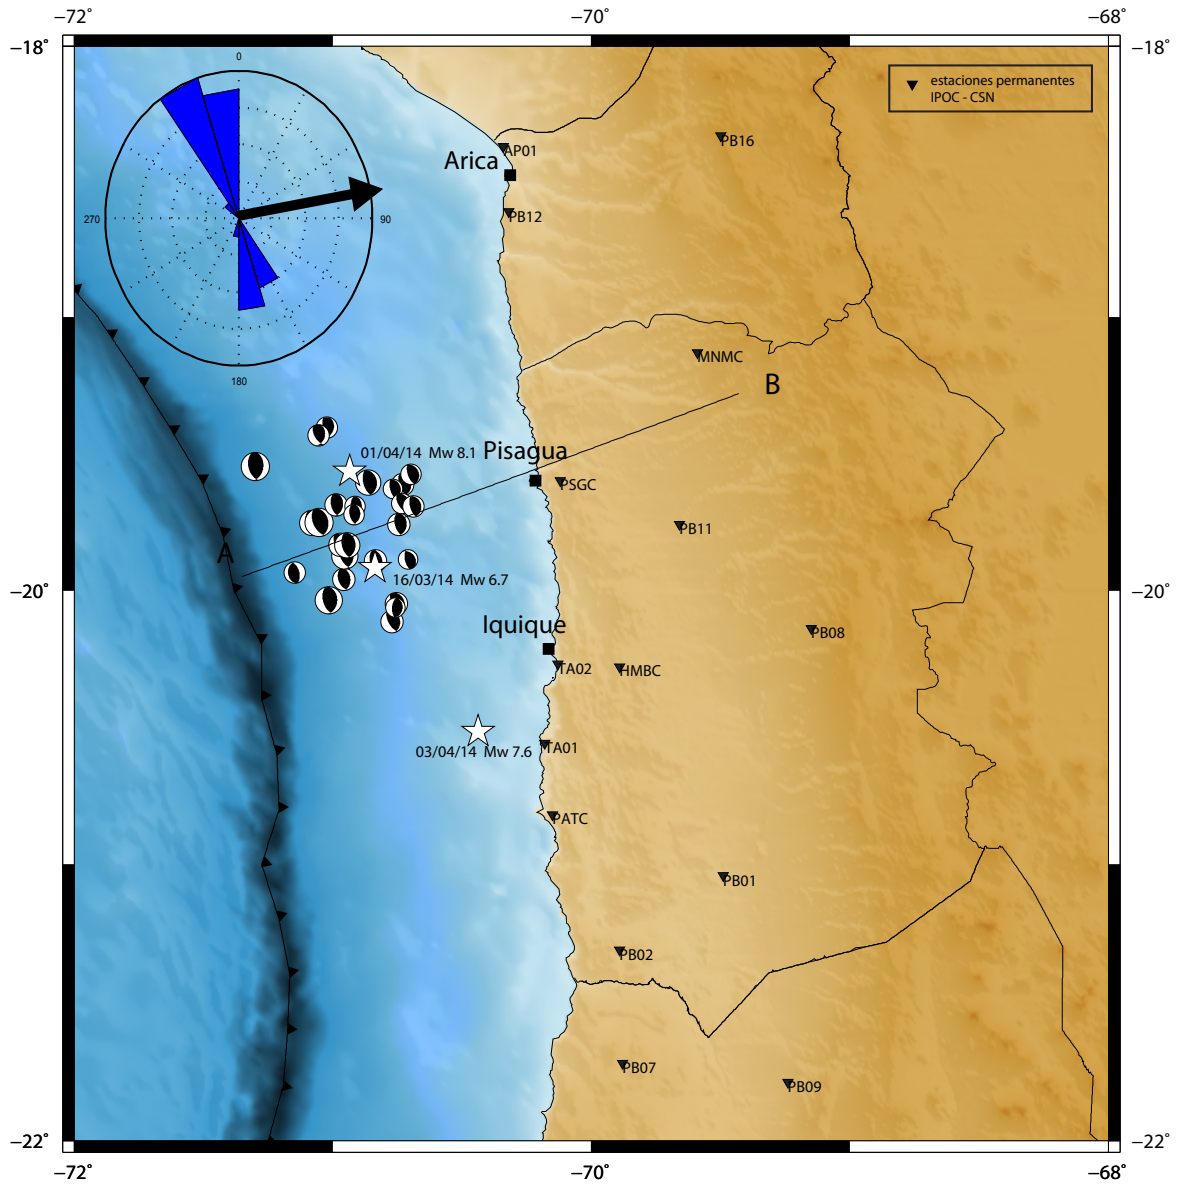 −72˚
−70˚
−68˚
−18˚
−18˚
0
estaciones permanentes
IPOC - CSN
PB16
AP01
Arica
PB12
270
90
MNMC
180
B
01/04/14 Mw 8.1
Pisagua
PSGC
PB11
A
16/03/14 Mw 6.7
−20˚
−20˚
Iquique
PB08
TA02
HMBC
03/04/14 Mw 7.6
TA01
PATC
PB01
PB02
PB07
PB09
−22˚
−22˚
−72˚
−70˚
−68˚